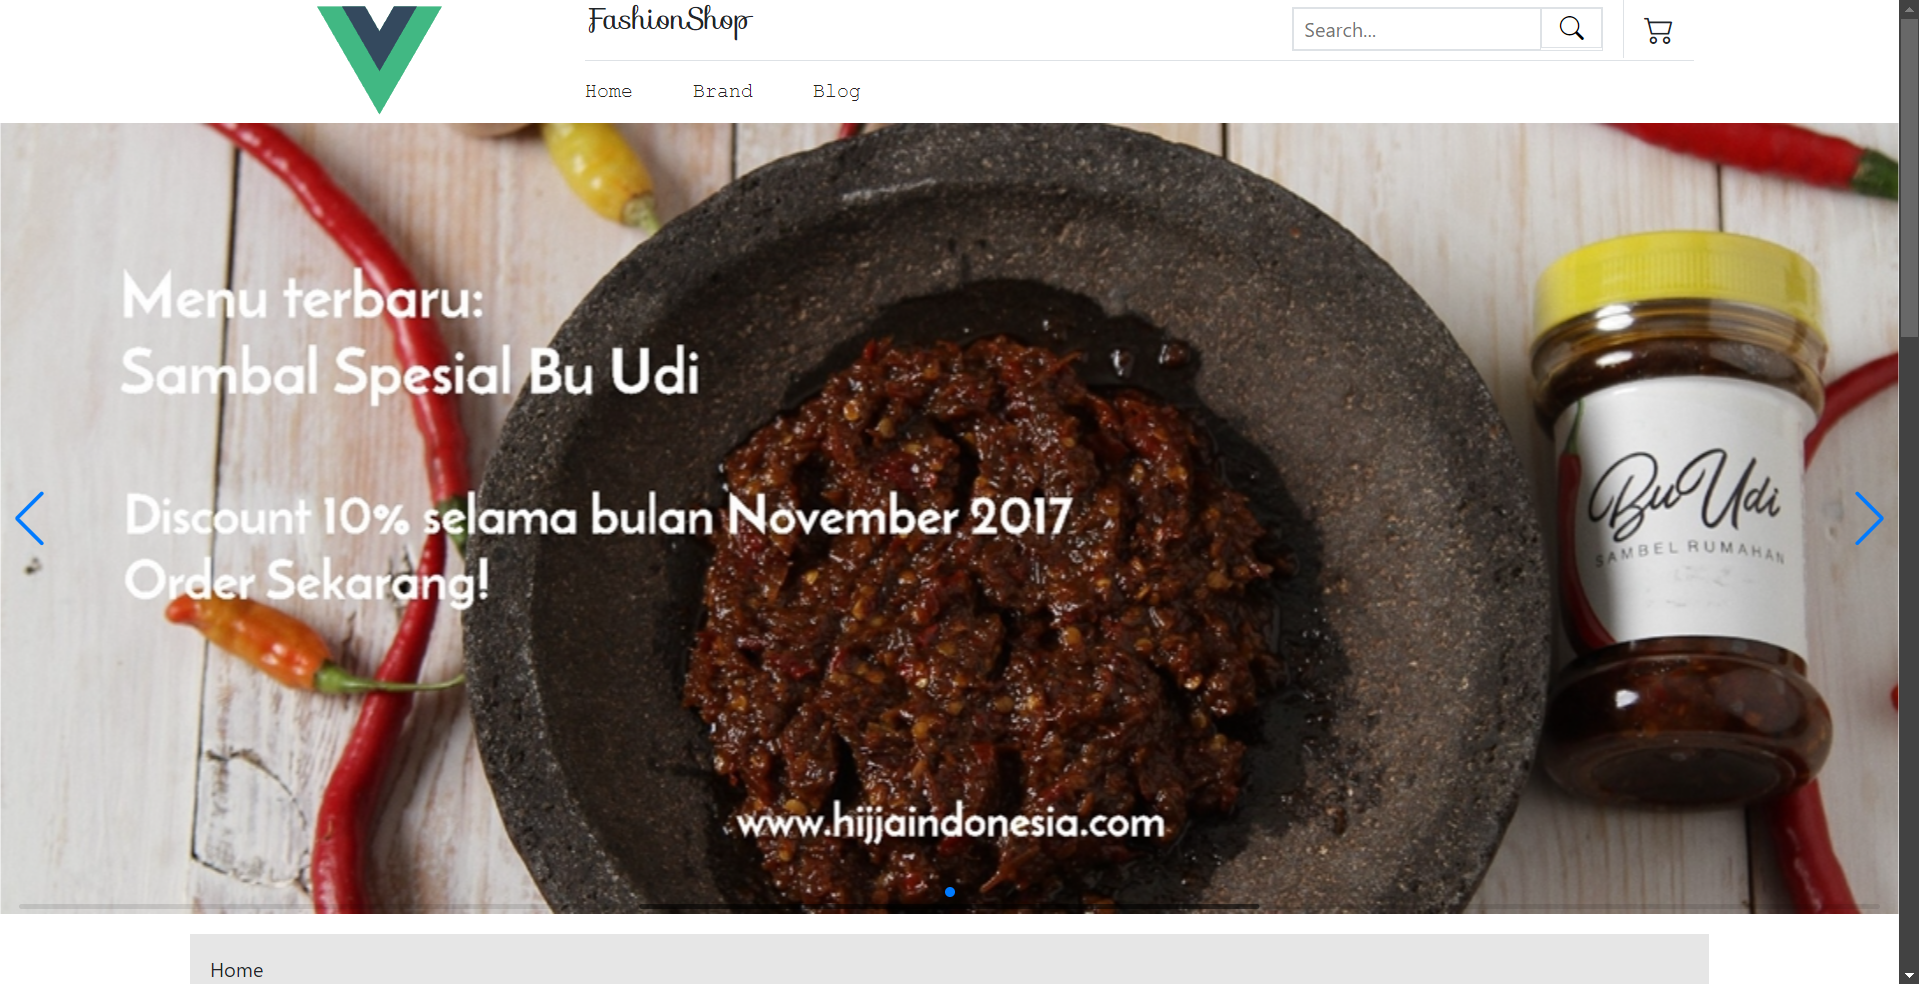 FashionShop
Search...
Home
Brand
Blog
Menu terbaru:
Sambal Spesial Bu Udi
Discount 10% selama bulan November 2017
Order Sekarang!
Bu Udi
SAMBEL RUMAHAN
www.hijjaindonesia.com
Home